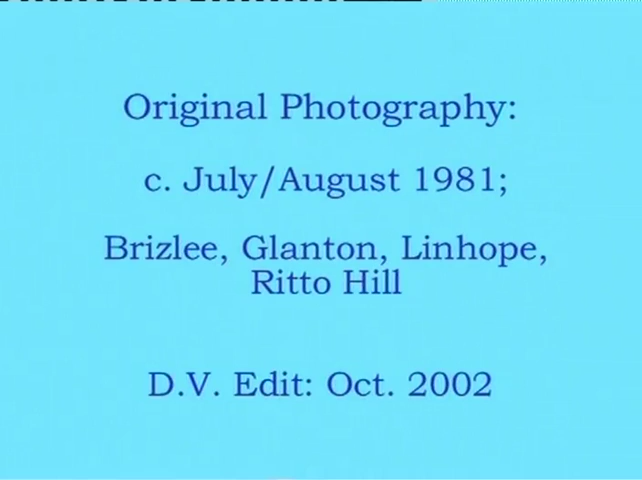 Original Photography:
c. July/August 1981;
Brizlee, Glanton, Linhope,
Ritto Hill
D.V. Edit: Oct. 2002